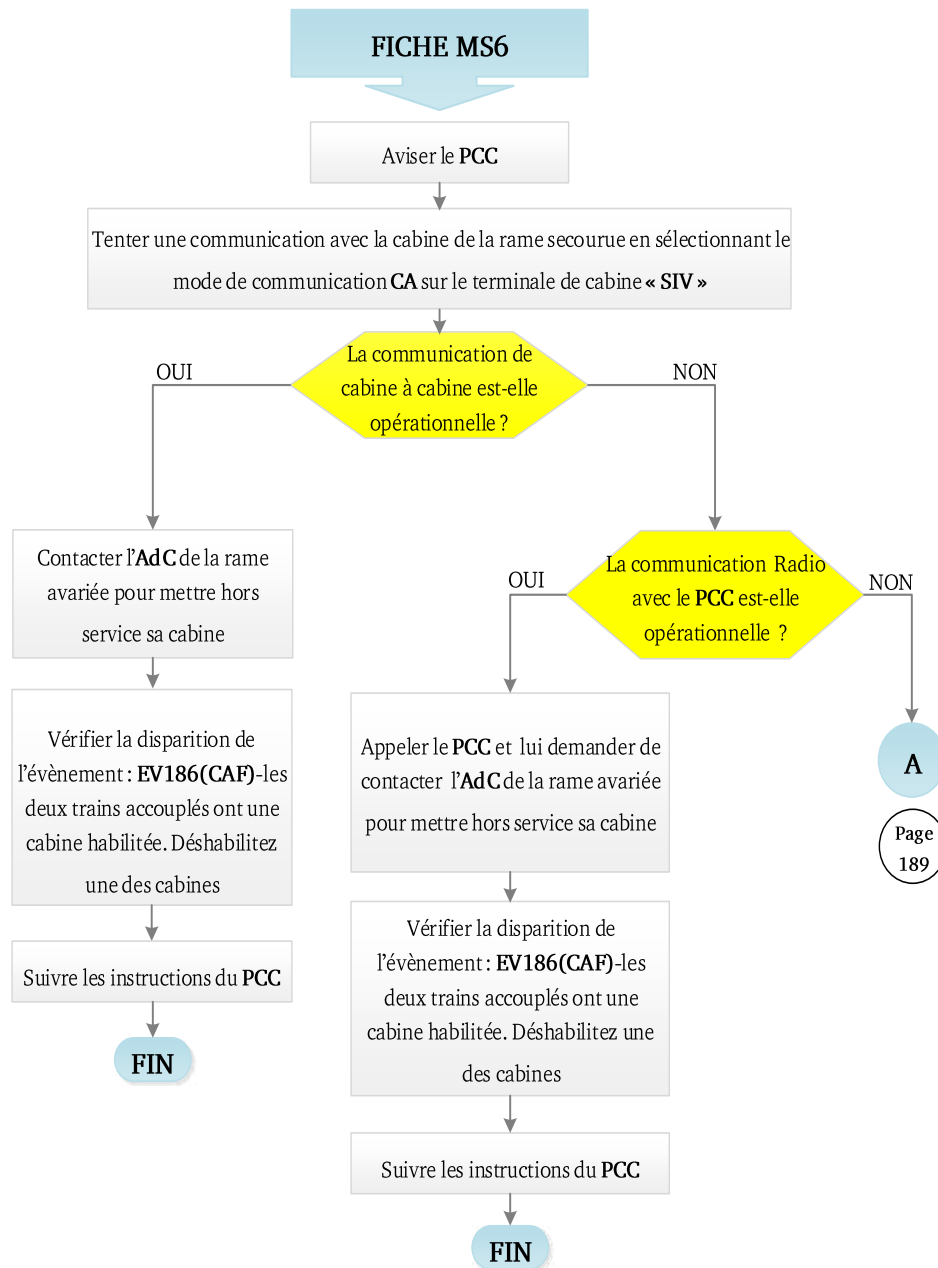 FICHE MS6
Aviser le PCC
Tenter une communication avec la cabine de la rame secourue en sélectionnant le
mode de communication CA sur le terminale de cabine « SIV »
La communication de
cabine à cabine est-elle
opérationnelle ?
OUI
NON
Contacter l'AdC de la rame
avariée pour mettre hors
service sa cabine
Vérifier la disparition de
l'évènement : EV186(CAF)-les
deux trains accouplés ont une
cabine habilitée. Déshabilitez
une des cabines
Suivre les instructions du PCC
FIN
La communication Radio
avec le PCC est-elle
opérationnelle ?
OUI
NON
Appeler le PCC et lui demander de
contacter l'AdC de la rame avariée
pour mettre hors service sa cabine
Vérifier la disparition de
l'évènement : EV186(CAF)-les
deux trains accouplés ont une
cabine habilitée. Déshabilitez une
des cabines
Suivre les instructions du PCC
FIN
A
Page
189